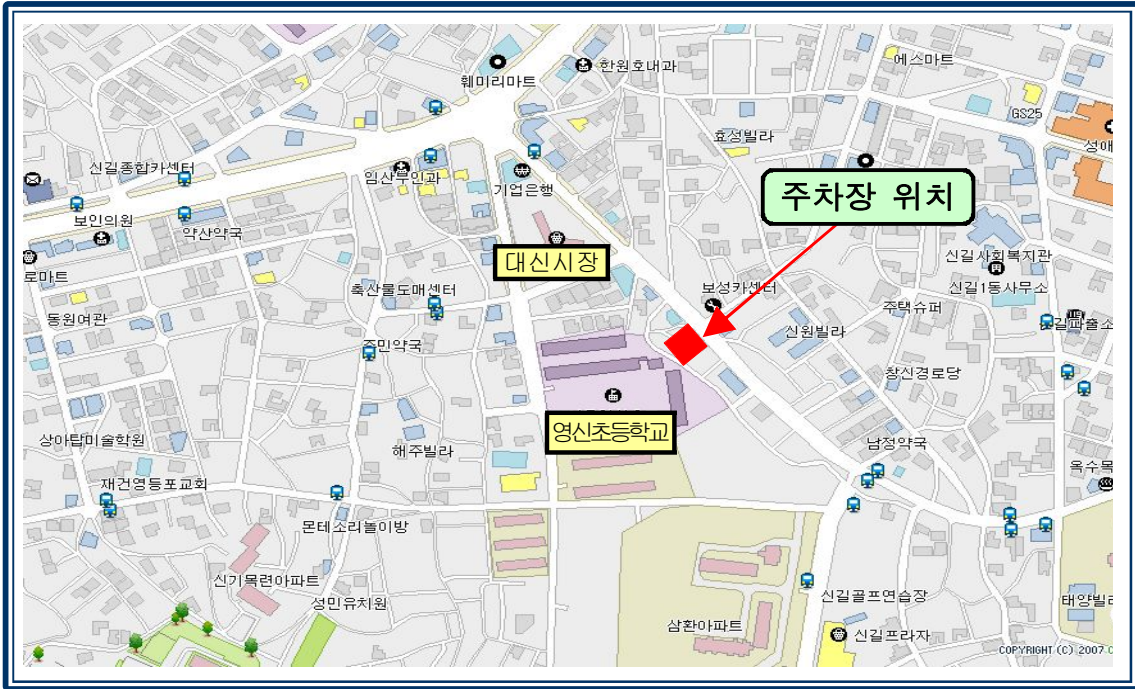 한원호내과
훼미리마트
에스마트
GS25
효성빌라
성애
신길종합카센터
임산부인과
기업은행
주차장 위치
보인의원
약산약국
대신시장
신길사회복지관
로마트
축산물도매센터
보성카센터
신길1동사무소
주택슈퍼
동원여관
신원빌라
길파출소
주민약국
창신경로당
영신초등학교
상아탑미술학원
해주빌라
남정약국
옥수목
재건영등포교회
몬테소리놀이방
신기목련아파트
성민유치원
신길골프연습장
태양빌라
삼환아파트
신길프라자
COPYRIGHT (C) 2007